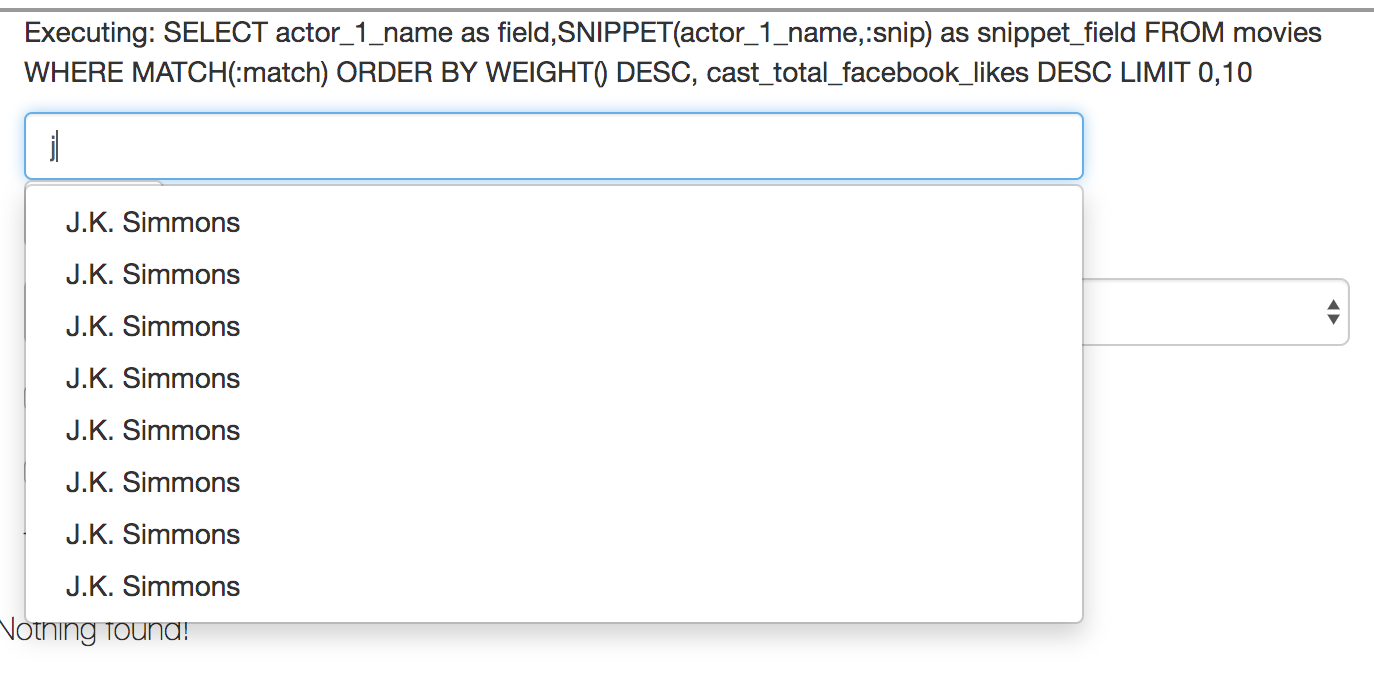 Executing: SELECT actor_1_name as field,SNIPPET(actor_1_name,:snip) as snippet_field FROM movies
WHERE MATCH(:match) ORDER BY WEIGHT() DESC, cast_total_facebook_likes DESC LIMIT 0,10
j
J.K. Simmons
J.K. Simmons
J.K. Simmons
J.K. Simmons
J.K. Simmons
J.K. Simmons
J.K. Simmons
J.K. Simmons
Nothing found!